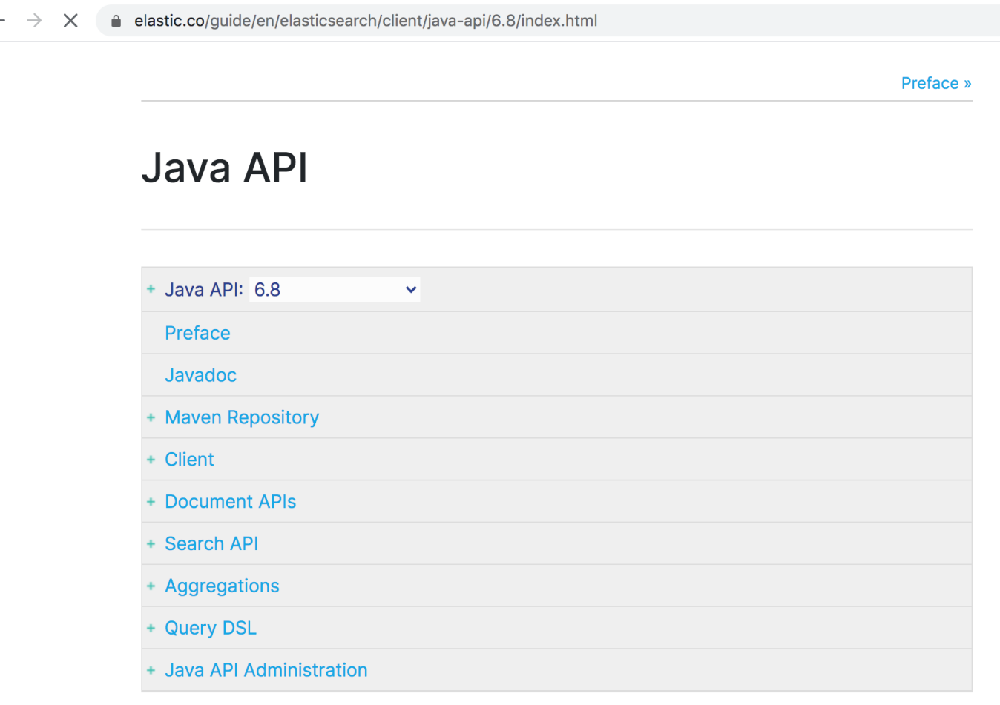 elastic.co/guide/en/elasticsearch/client/java-api/6.8/index.html
Preface »
Java API
+ Java API: 6.8
Preface
Javadoc
+ Maven Repository
+ Client
+ Document APIs
+ Search API
+ Aggregations
+ Query DSL
+ Java API Administration